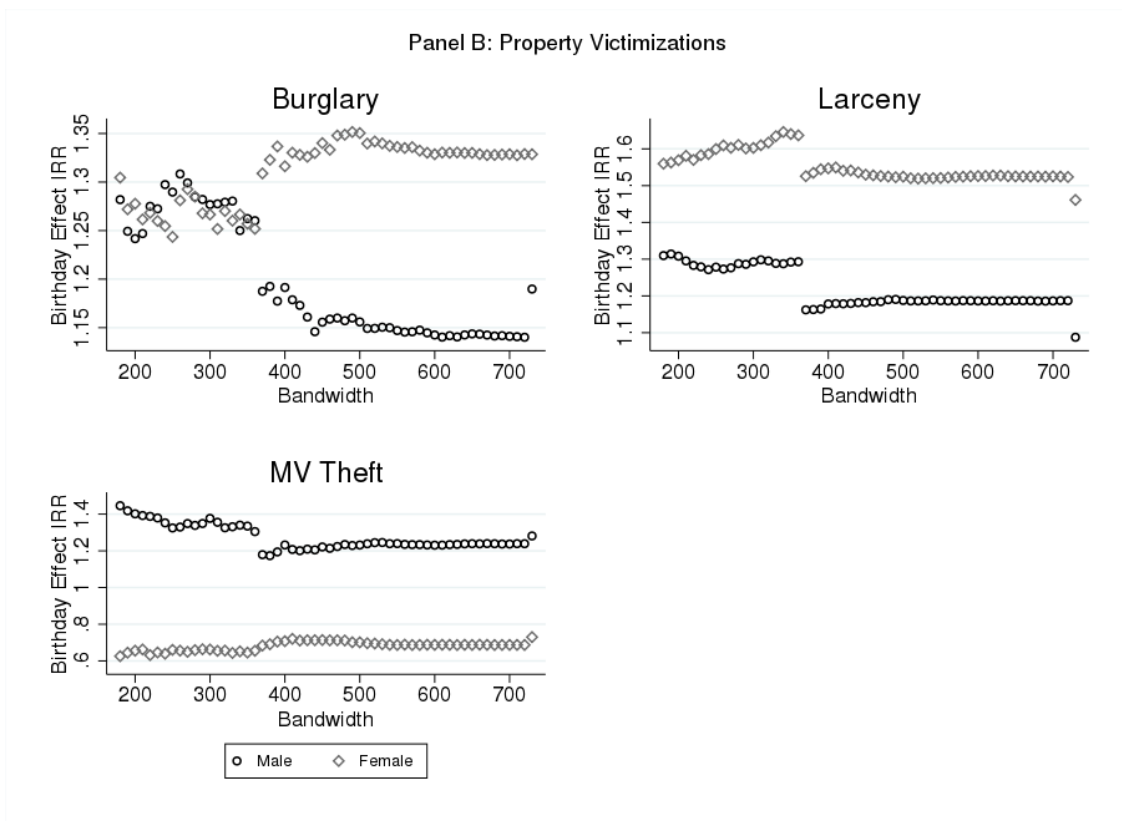 Panel B: Property Victimizations
Burglary
Birthday Effect IRR
1.35
1.3
1.25
1.2
1.15
200 300 400 500 600 700
Bandwidth
Larceny
Birthday Effect IRR
1.6
1.5
1.4
1.3
1.2
1.1
200 300 400 500 600 700
Bandwidth
MV Theft
Birthday Effect IRR
1.4
1.2
1
.8
.6
200 300 400 500 600 700
Bandwidth
Male Female